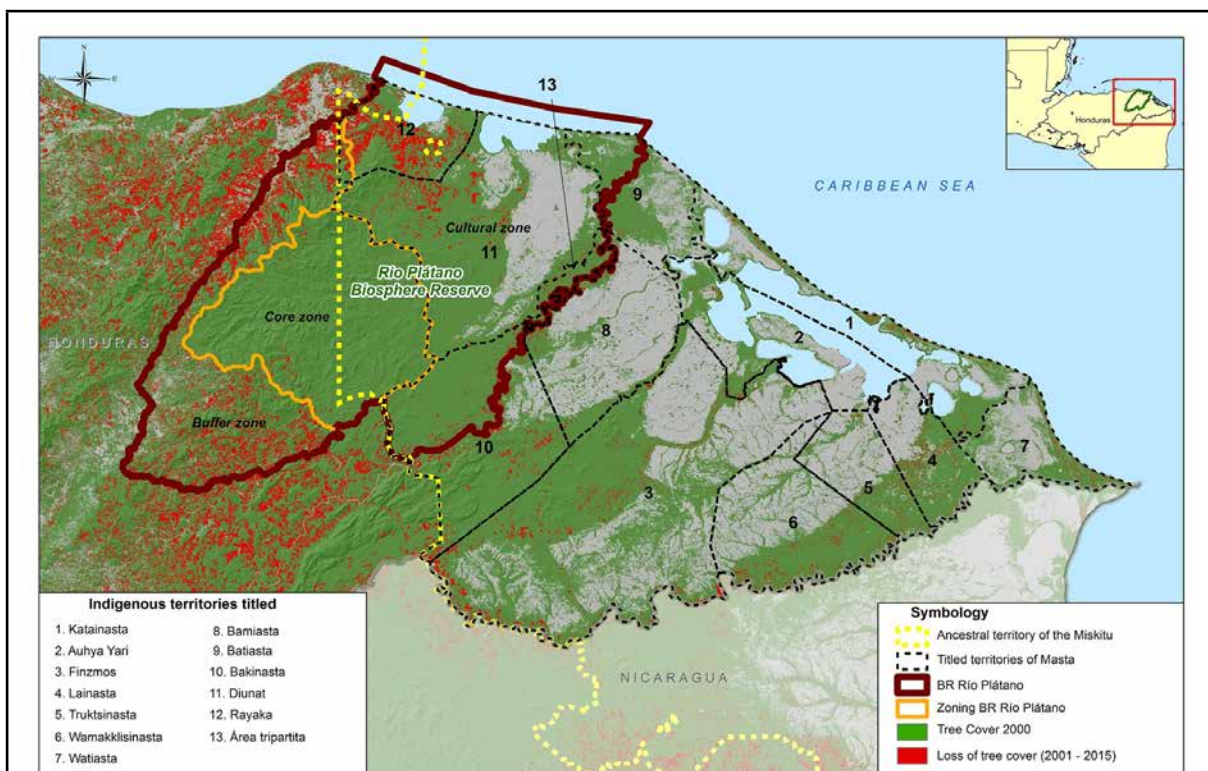 N
W
E
S
13
12
CARIBBEAN SEA
9
Cultural zone
11
Río Plátano
Biosphere Reserve
Core zone
1
8
2
HONDURAS
Buffer zone
10
7
4
3
5
6
NICARAGUA
Honduras
Indigenous territories titled
1. Katainasta
2. Auhya Yari
3. Finzmos
4. Lainasta
5. Truktsinasta
6. Wamakklisinasta
7. Watiasta
8. Bamiasta
9. Batiasta
10. Bakinasta
11. Diunat
12. Rayaka
13. Área tripartita
Symbology
Ancestral territory of the Miskitu
Titled territories of Masta
BR Río Plátano
Zoning BR Río Plátano
Tree Cover 2000
Loss of tree cover (2001 - 2015)